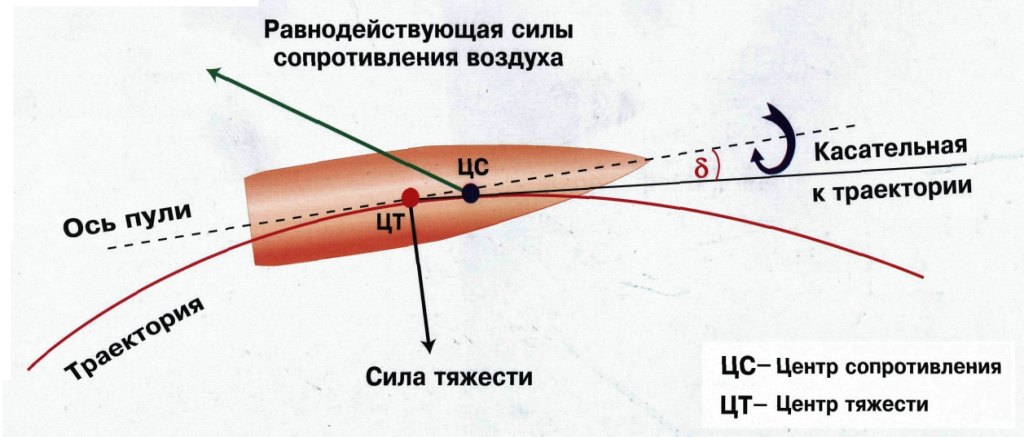 Равнодействующая силы
сопротивления воздуха
ЦС
δ
Касательная
к траектории
Ось пули
ЦТ
Траектория
Сила тяжести
ЦС– Центр сопротивления
ЦТ– Центр тяжести